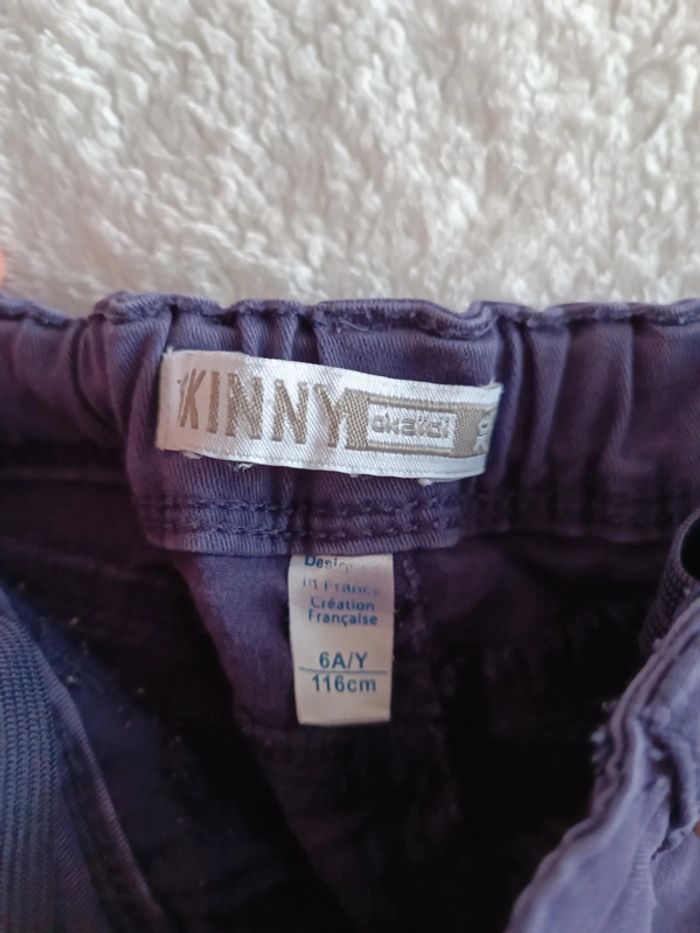 KINNY okaïdi
Designed
in France
Création
Française
6A/Y
116cm